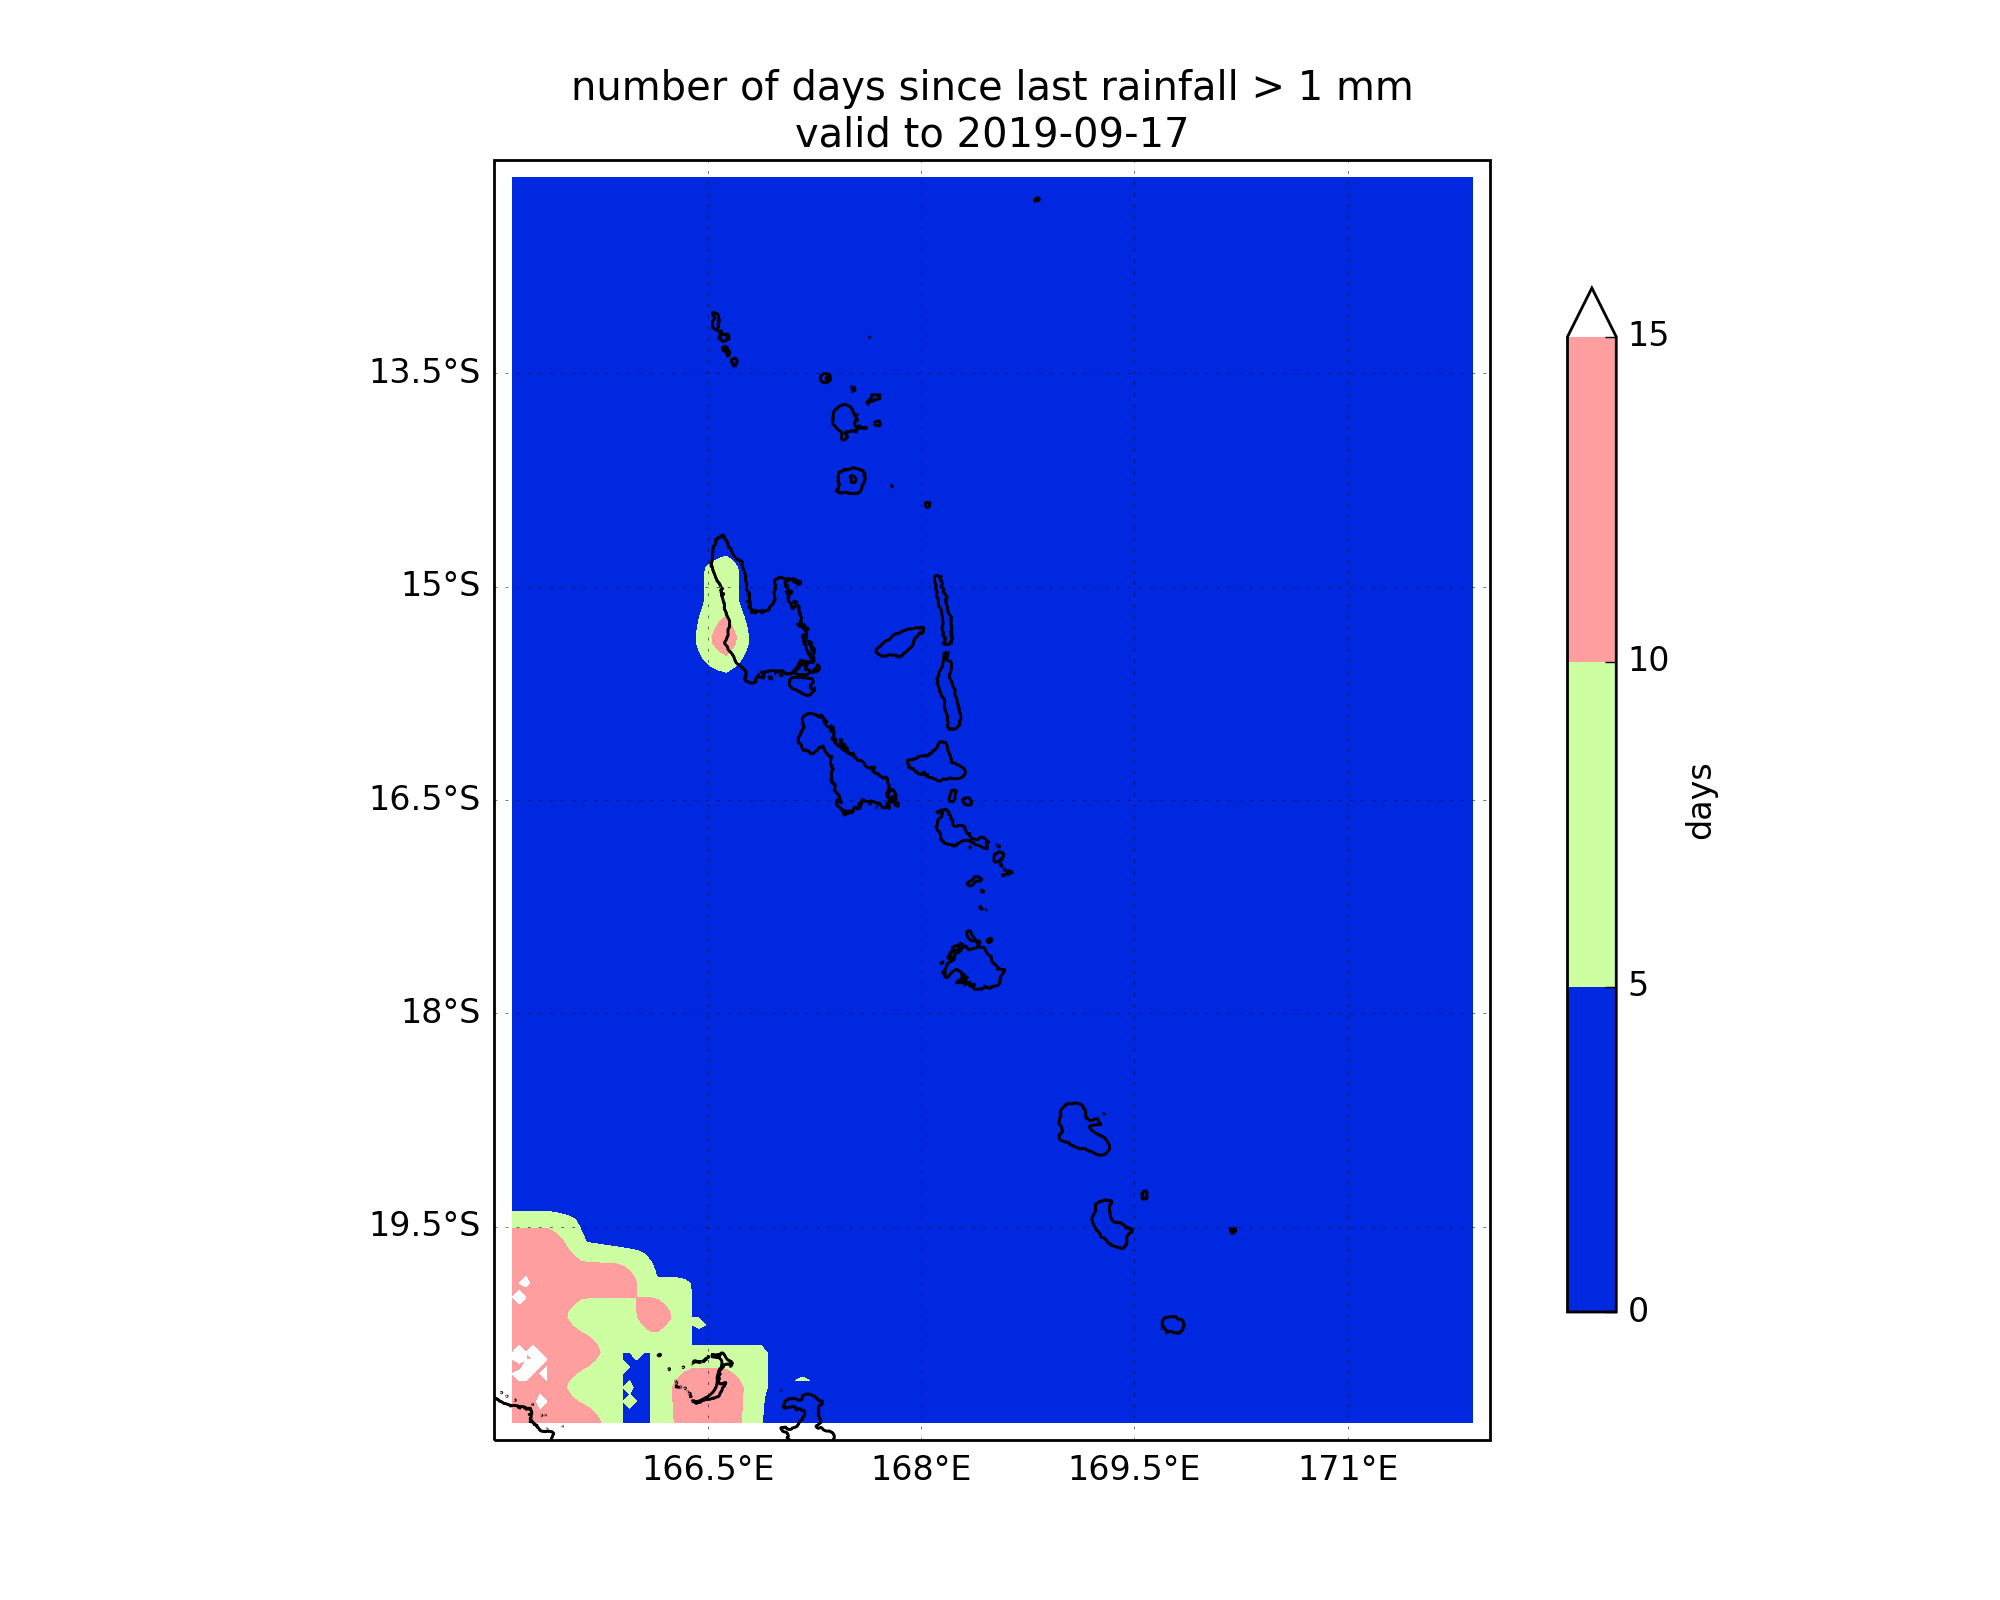 number of days since last rainfall > 1 mm
valid to 2019-09-17
13.5°S
15°S
16.5°S
18°S
19.5°S
166.5°E
168°E
169.5°E
171°E
15
10
5
0
days